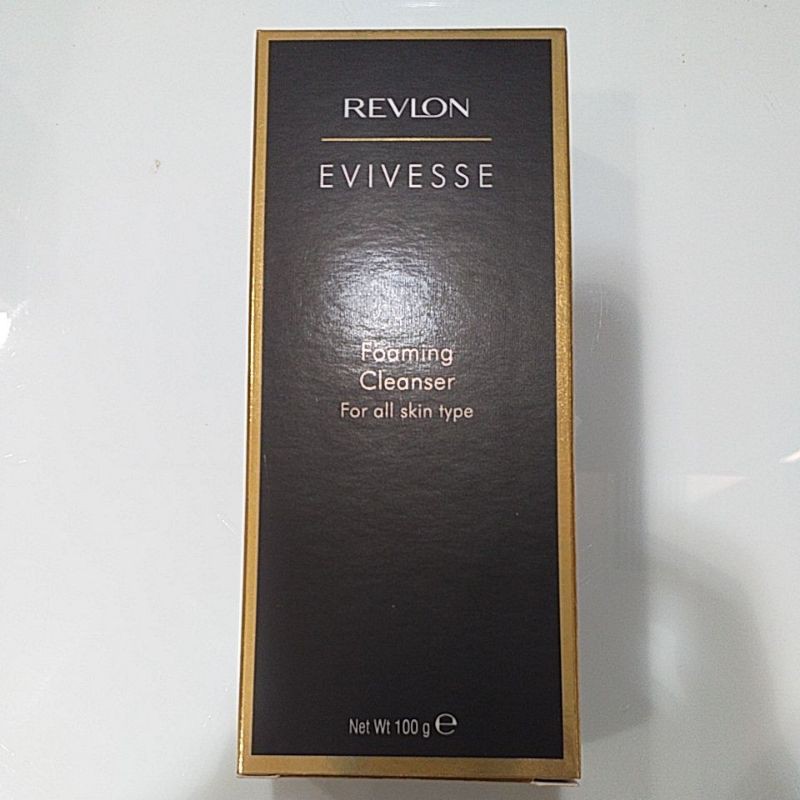 REVLON
EVIVESSE
Foaming
Cleanser
For all skin type
Net Wt 100 g ℮